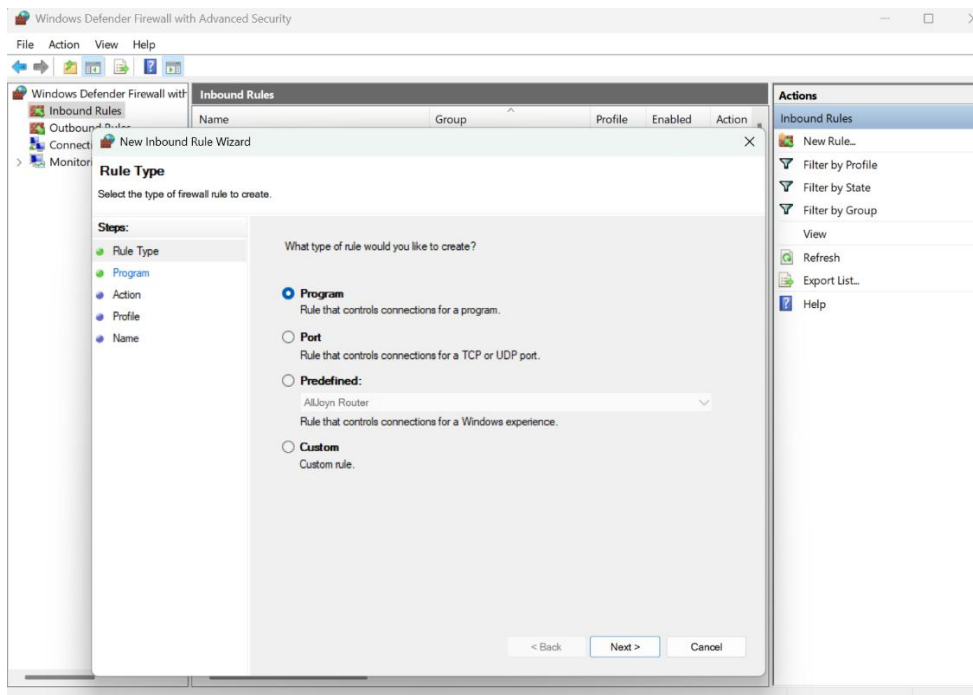 Windows Defender Firewall with Advanced Security
File Action View Help
Windows Defender Firewall with
Inbound Rules
Outbound Rules
Connecti
Monitori
Inbound Rules
Name Group Profile Enabled Action
New Inbound Rule Wizard
Rule Type
Select the type of firewall rule to create.
Steps:
Rule Type
Program
Action
Profile
Name
What type of rule would you like to create?
Program
Rule that controls connections for a program.
Port
Rule that controls connections for a TCP or UDP port.
Predefined:
AllJoyn Router
Rule that controls connections for a Windows experience.
Custom
Custom rule.
< Back Next > Cancel
Actions
Inbound Rules
New Rule...
Filter by Profile
Filter by State
Filter by Group
View
Refresh
Export List...
Help